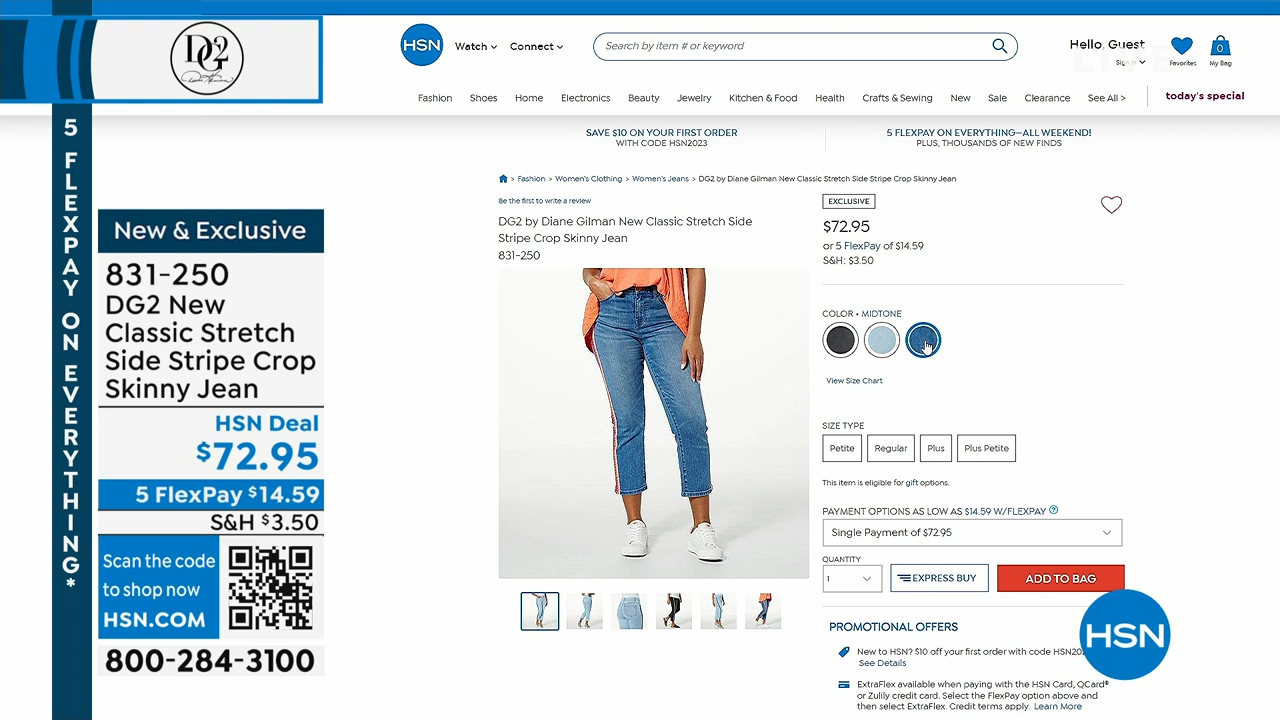 DG2
5 FLEXPAY ON EVERYTHING*
New & Exclusive
831-250
DG2 New
Classic Stretch
Side Stripe Crop
Skinny Jean
HSN Deal
$72.95
5 FlexPay $14.59
S&H $3.50
Scan the code
to shop now
HSN.COM
800-284-3100
HSN
Watch
Connect
Search by item # or keyword
Hello, Guest
Sign In
Favorites
0
My Bag
LIVE
Fashion Shoes Home Electronics Beauty Jewelry Kitchen & Food Health Crafts & Sewing New Sale Clearance See All > today's special
SAVE $10 ON YOUR FIRST ORDER
WITH CODE HSN2023
5 FLEXPAY ON EVERYTHING—ALL WEEKEND!
PLUS, THOUSANDS OF NEW FINDS
> Fashion > Women's Clothing > Women's Jeans > DG2 by Diane Gilman New Classic Stretch Side Stripe Crop Skinny Jean
Be the first to write a review
DG2 by Diane Gilman New Classic Stretch Side
Stripe Crop Skinny Jean
831-250
EXCLUSIVE
$72.95
or 5 FlexPay of $14.59
S&H: $3.50
COLOR • MIDTONE
View Size Chart
SIZE TYPE
Petite Regular Plus Plus Petite
This item is eligible for gift options.
PAYMENT OPTIONS AS LOW AS $14.59 W/FLEXPAY ?
Single Payment of $72.95
QUANTITY
1
EXPRESS BUY
ADD TO BAG
PROMOTIONAL OFFERS
New to HSN? $10 off your first order with code HSN20
See Details
ExtraFlex available when paying with the HSN Card, QCard®
or Zulily credit card. Select the FlexPay option above and
then select ExtraFlex. Credit terms apply. Learn More
HSN